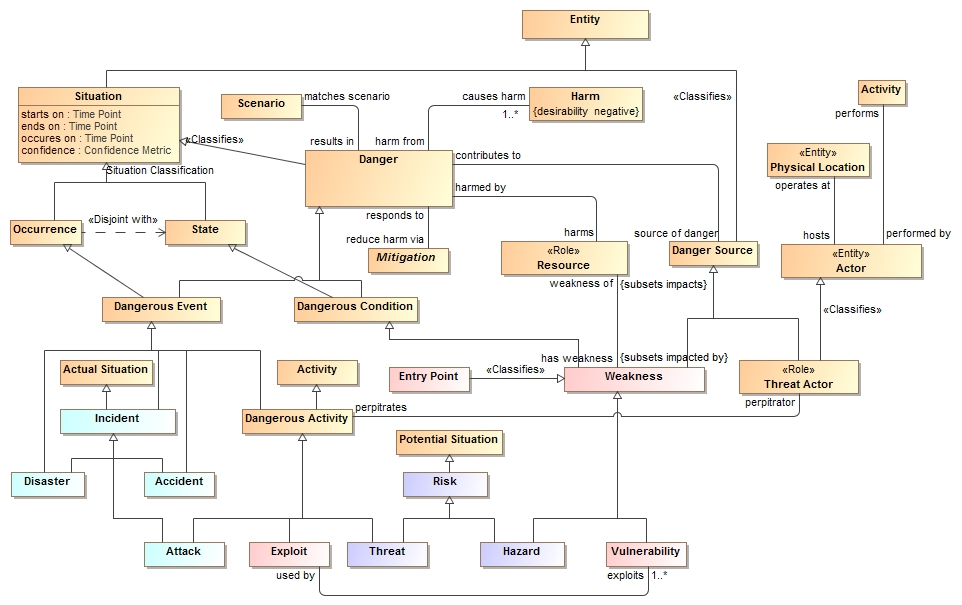 Entity
Situation
starts on : Time Point
ends on : Time Point
occures on : Time Point
confidence : Confidence Metric
Scenario
matches scenario
results in
causes harm
1..*
harm from
Harm
{desirability negative}
«Classifies»
Activity
performs
«Classifies»
Danger
contributes to
harmed by
responds to
«Entity»
Physical Location
operates at
Situation Classification
Occurrence
«Disjoint with»
State
reduce harm via
Mitigation
harms
«Role»
Resource
weakness of
{subsets impacts}
source of danger
Danger Source
hosts
performed by
«Entity»
Actor
Dangerous Event
Dangerous Condition
«Classifies»
has weakness
{subsets impacted by}
Actual Situation
Activity
Entry Point
«Classifies»
Weakness
«Role»
Threat Actor
perpitrator
Incident
Dangerous Activity
perpitrates
Potential Situation
Disaster
Accident
Risk
Attack
Exploit
used by
Threat
Hazard
Vulnerability
exploits
1..*